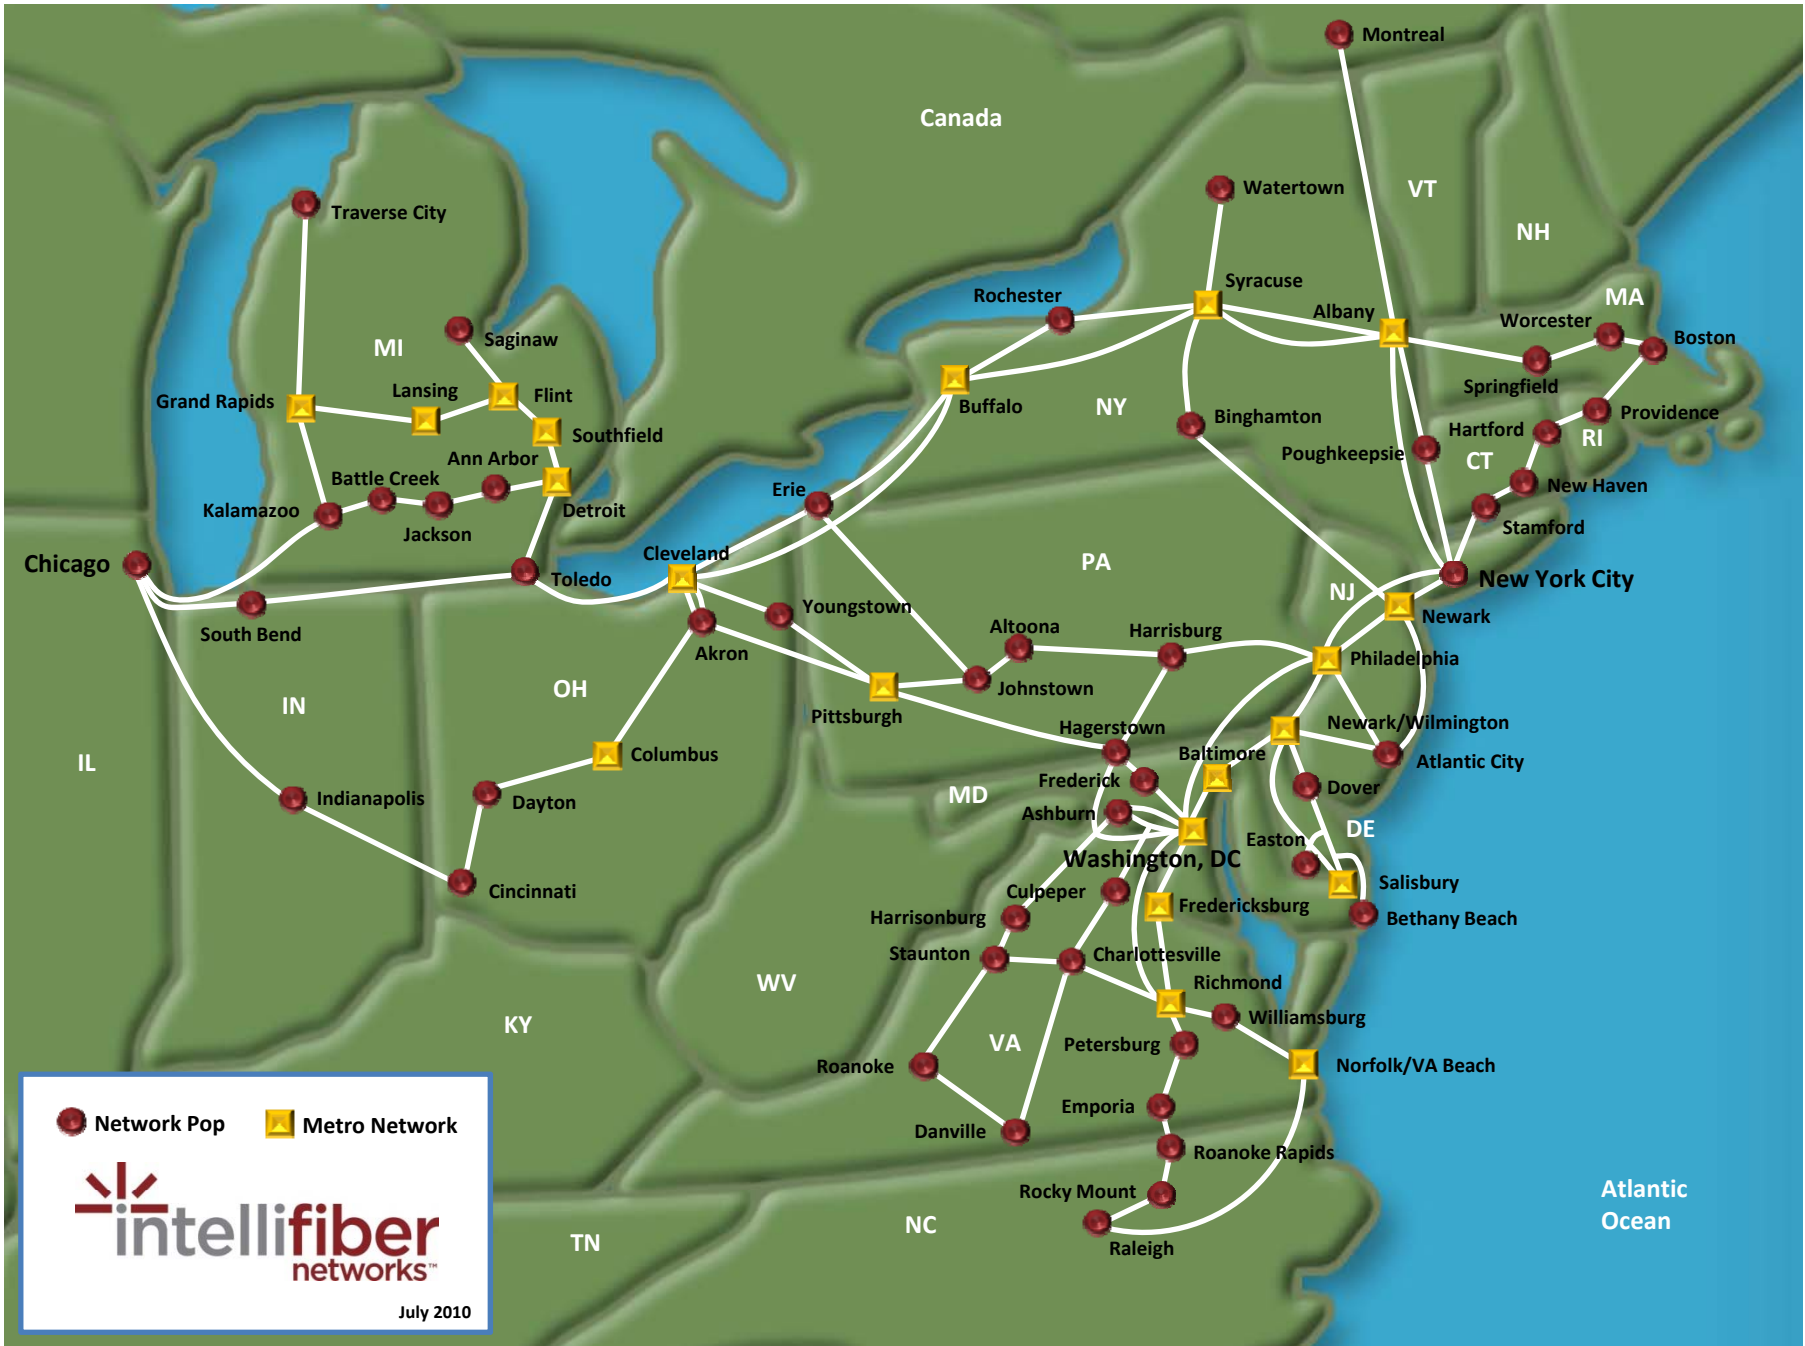 Montreal
Canada
Watertown
VT
Traverse City
NH
Syracuse
Rochester
MA
Albany
Worcester
Saginaw
Boston
MI
Lansing
Flint
Springfield
Grand Rapids
Buffalo
NY
Providence
Binghamton
Hartford
RI
Southfield
Poughkeepsie
CT
Ann Arbor
Battle Creek
Erie
New Haven
Kalamazoo
Detroit
Stamford
Jackson
Cleveland
Chicago
PA
Toledo
New York City
NJ
Youngstown
Newark
South Bend
Altoona
Harrisburg
Akron
Philadelphia
OH
Johnstown
IN
Pittsburgh
Newark/Wilmington
Hagerstown
Columbus
Baltimore
IL
Atlantic City
Frederick
Dover
MD
Indianapolis
Dayton
Ashburn
DE
Easton
Washington, DC
Salisbury
Cincinnati
Culpeper
Fredericksburg
Harrisonburg
Bethany Beach
Staunton
Charlottesville
WV
Richmond
Williamsburg
KY
VA
Petersburg
Roanoke
Norfolk/VA Beach
Emporia
Danville
Roanoke Rapids
Rocky Mount
Atlantic
Ocean
NC
TN
Raleigh
Network Pop
Metro Network
intellifiber
networks™
July 2010